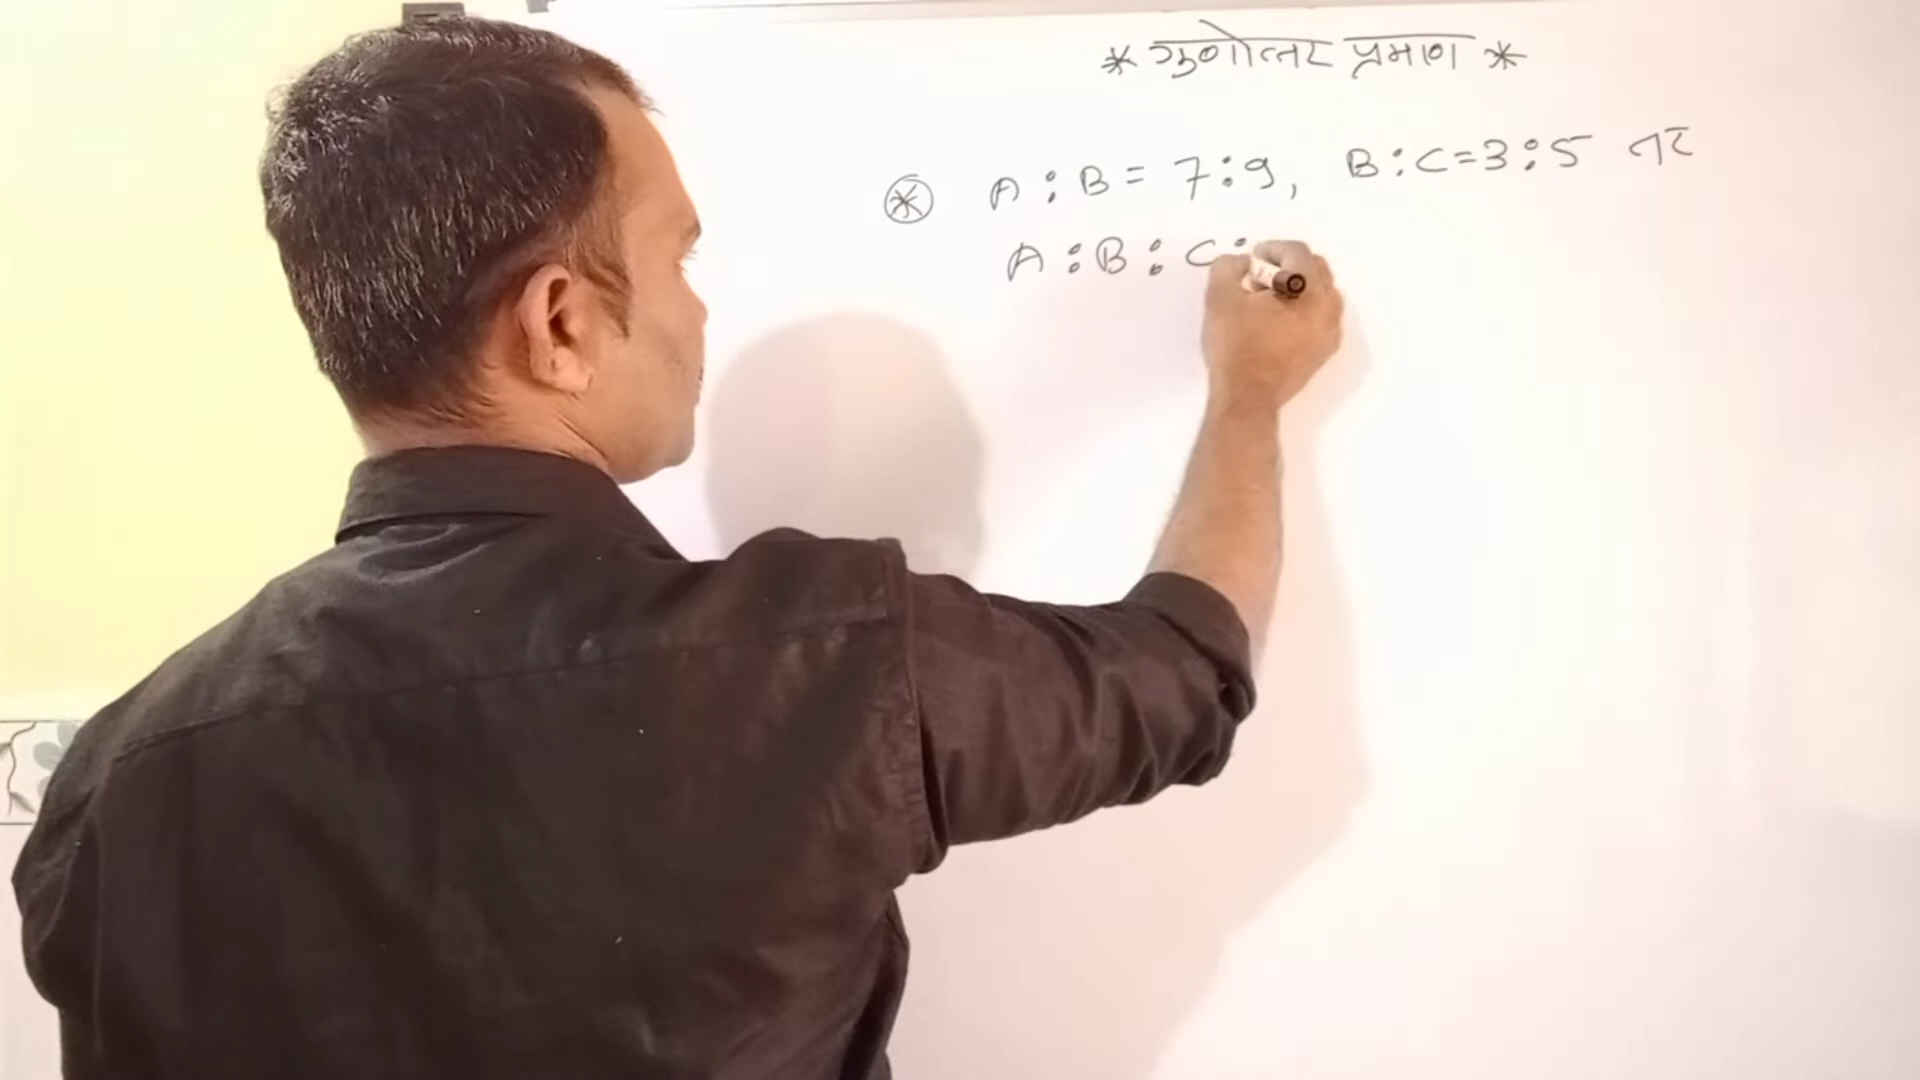 * गुणोत्तर प्रमाण *
* A : B = 7 : 9, B : C = 3 : 5 तर
A : B : C :